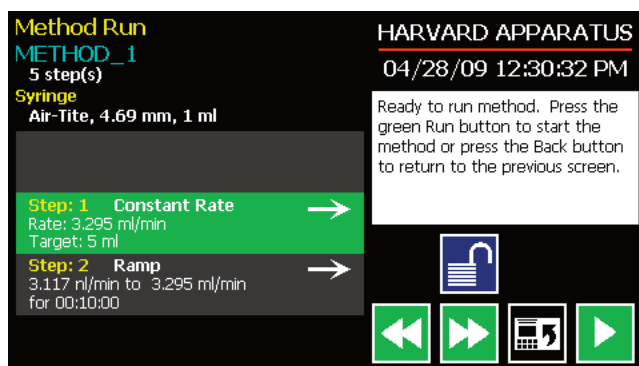 Method Run
METHOD_1
5 step(s)
Syringe
Air-Tite, 4.69 mm, 1 ml
Step: 1 Constant Rate
Rate: 3.295 ml/min
Target: 5 ml
Step: 2 Ramp
3.117 nl/min to 3.295 ml/min
for 00:10:00
HARVARD APPARATUS
04/28/09 12:30:32 PM
Ready to run method. Press the
green Run button to start the
method or press the Back button
to return to the previous screen.